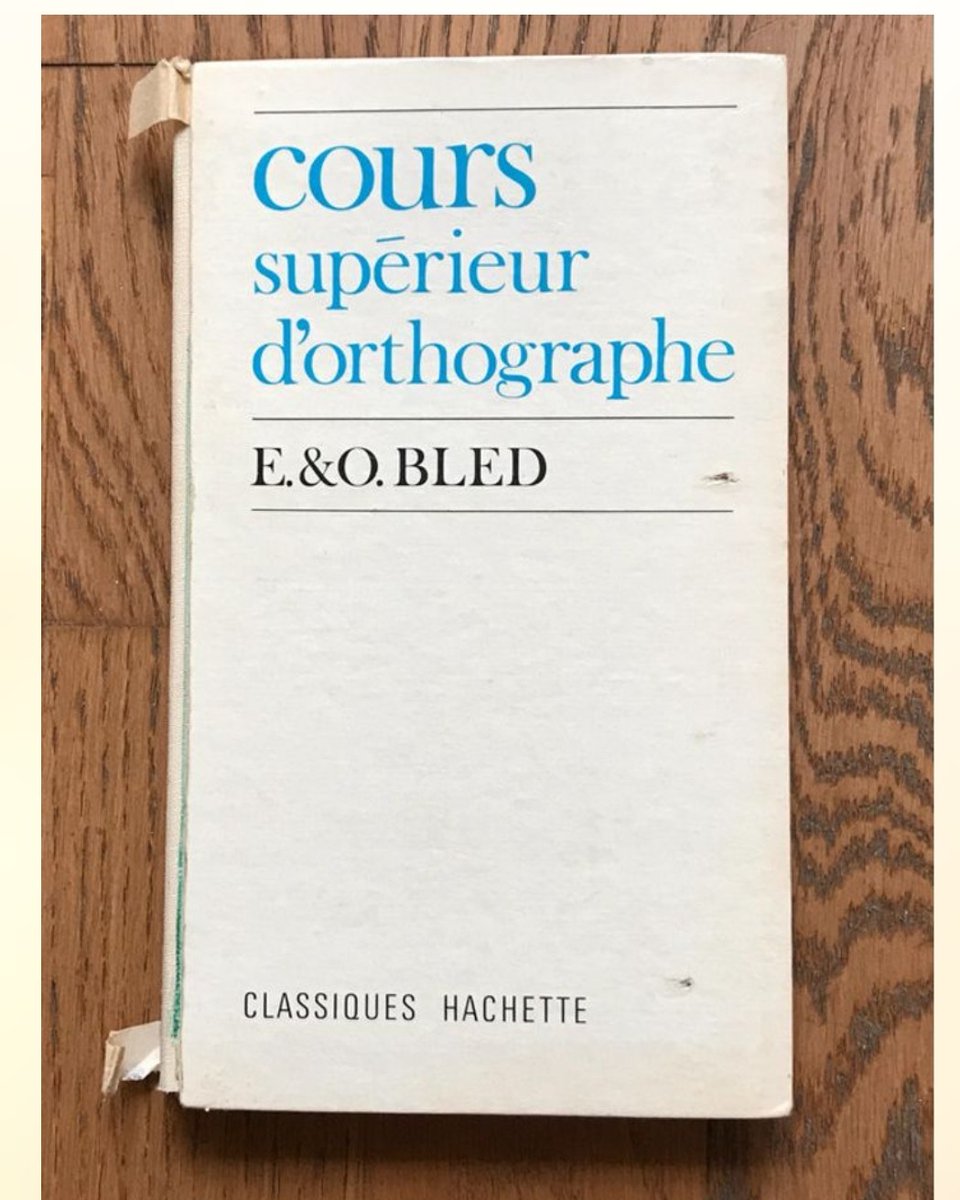 cours
supérieur
d'orthographe
E.&O. BLED
CLASSIQUES HACHETTE